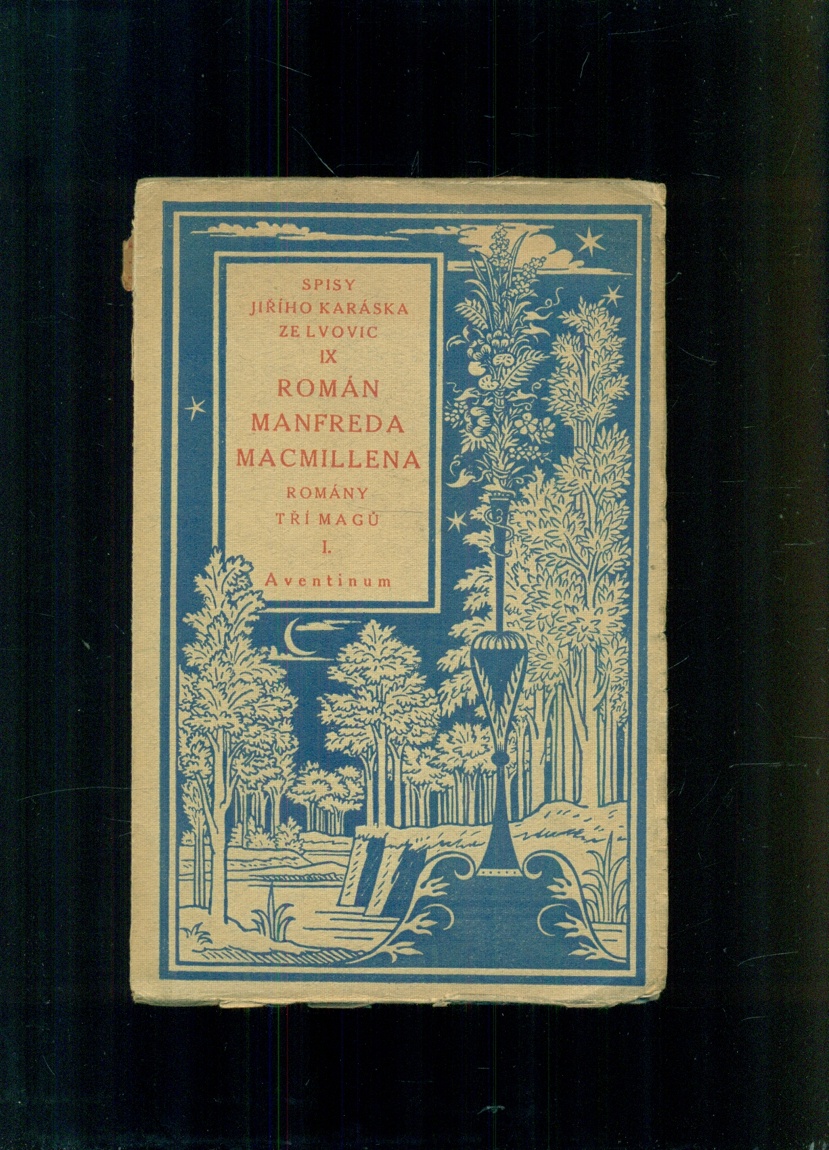 SPISY
JIŘÍHO KARÁSKA
ZE LVOVIC
IX
ROMÁN
MANFREDA
MACMILLENA
ROMÁNY
TŘÍ MAGŮ
I.
Aventinum